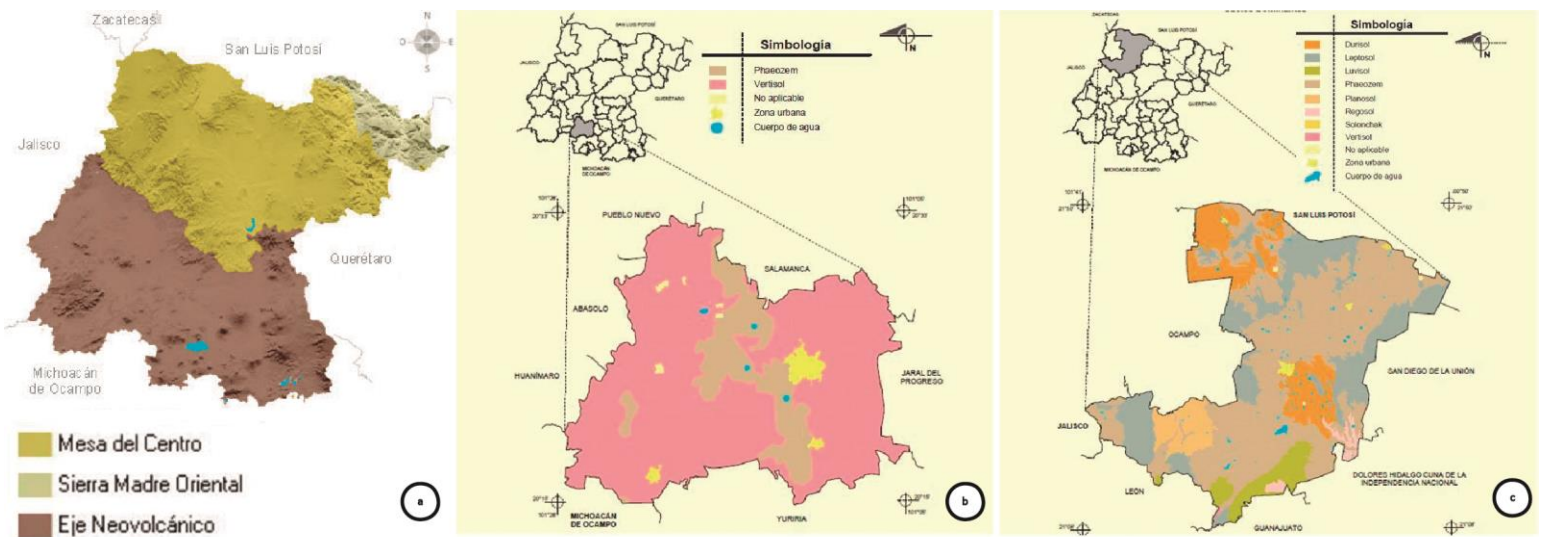 Zacatecas
San Luis Potosí
N
O
E
S
Jalisco
Querétaro
Michoacán
de Ocampo
Mesa del Centro
Sierra Madre Oriental
Eje Neovolcánico
a
SAN LUIS POTOSÍ
JALISCO
QUERÉTARO
MICHOACÁN
DE OCAMPO
Simbología
Phaeozem
Vertisol
No aplicable
Zona urbana
Cuerpo de agua
N
PUEBLO NUEVO
SALAMANCA
ABASOLO
HUANÍMARO
JARAL DEL
PROGRESO
MICHOACÁN
DE OCAMPO
YURIRIA
b
ZACATECAS
SAN LUIS POTOSÍ
JALISCO
QUERÉTARO
MICHOACÁN DE OCAMPO
Simbología
Durisol
Leptosol
Luvisol
Phaeozem
Planosol
Regosol
Solonchak
Vertisol
No aplicable
Zona urbana
Cuerpo de agua
N
SAN LUIS POTOSÍ
OCAMPO
SAN DIEGO DE LA UNIÓN
JALISCO
LEÓN
DOLORES HIDALGO CUNA DE LA
INDEPENDENCIA NACIONAL
GUANAJUATO
c